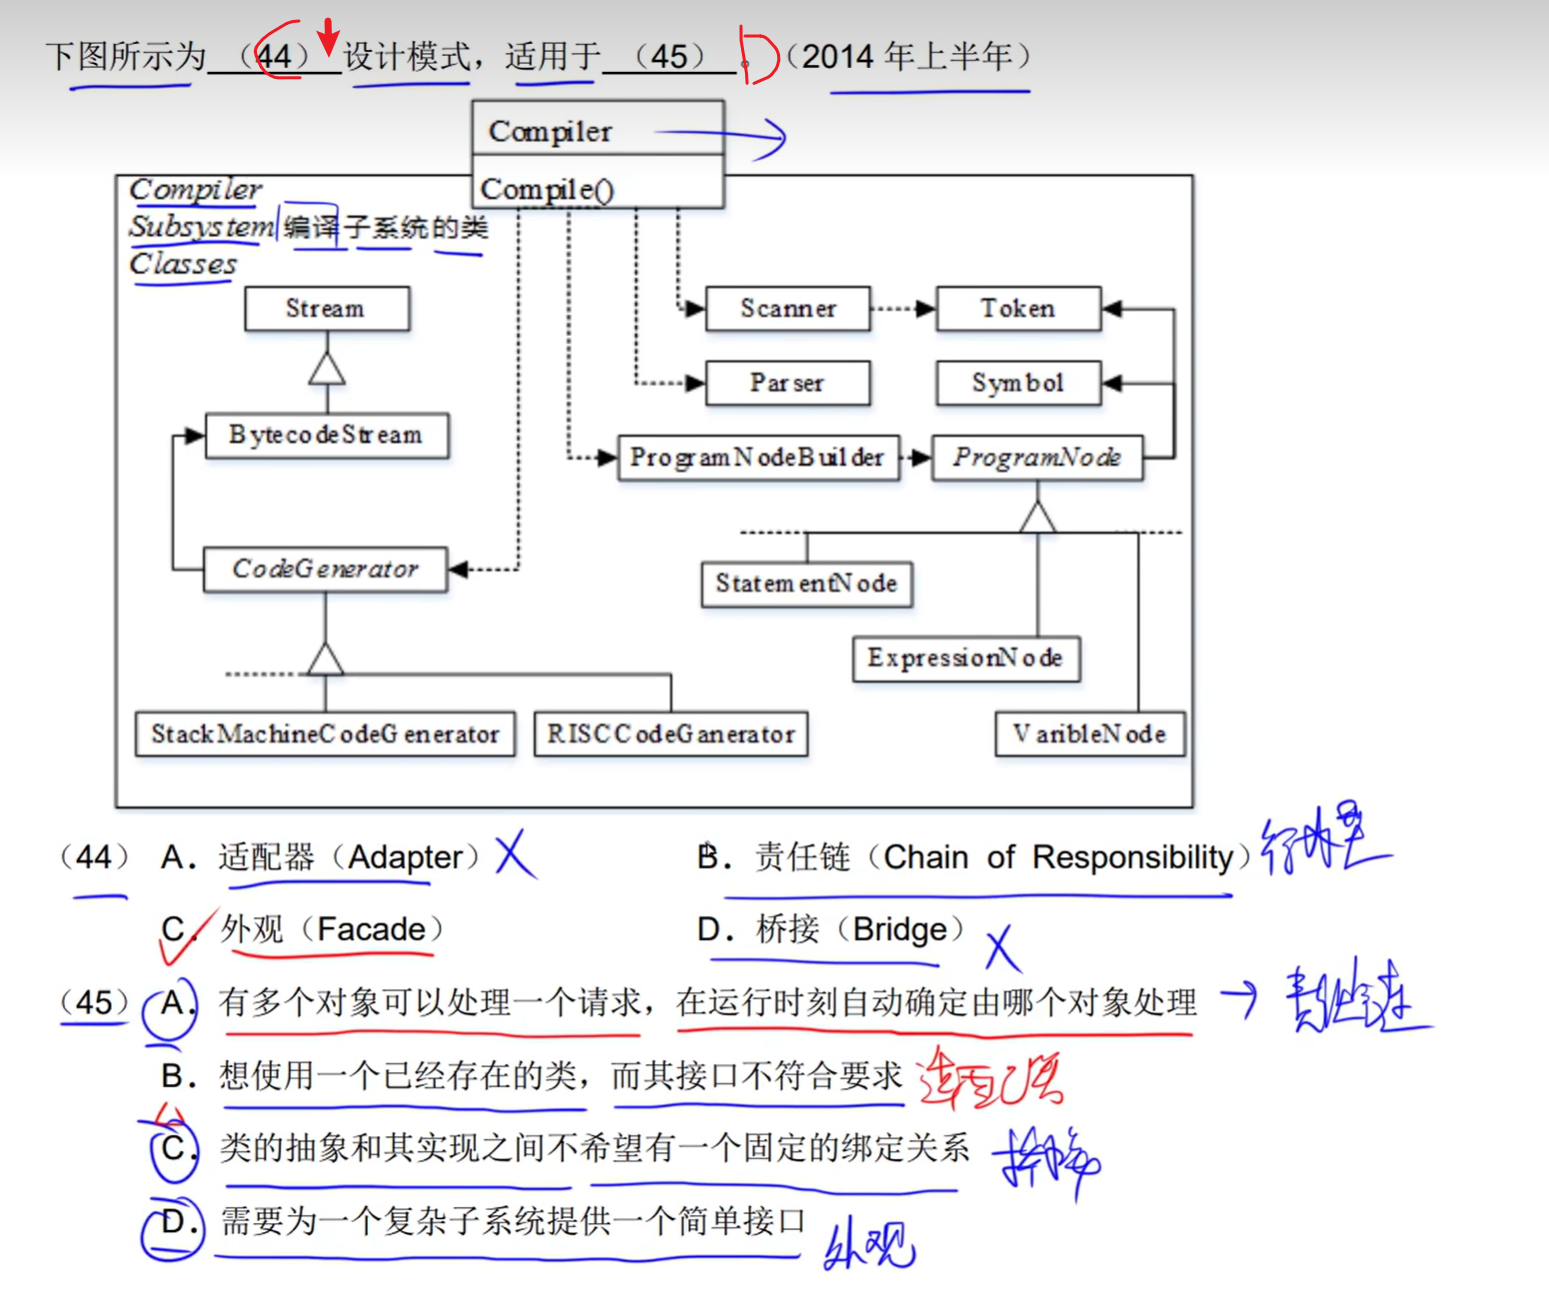 下图所示为 （44） 设计模式，适用于 （45） 。（2014 年上半年）
D
Compiler
Compile()
Compiler
Subsystem 编译子系统的类
Classes
Stream
Scanner
Token
Parser
Symbol
BytecodeStream
ProgramNodeBuilder
ProgramNode
CodeGenerator
StatementNode
ExpressionNode
StackMachineCodeGenerator
RISCCodeGanerator
VaribleNode
（44） A. 适配器（Adapter） B. 责任链（Chain of Responsibility）
行为型
C. 外观（Facade） D. 桥接（Bridge）
（45） A. 有多个对象可以处理一个请求，在运行时刻自动确定由哪个对象处理
责任链
B. 想使用一个已经存在的类，而其接口不符合要求
适配器
C. 类的抽象和其实现之间不希望有一个固定的绑定关系
桥接
D. 需要为一个复杂子系统提供一个简单接口
外观